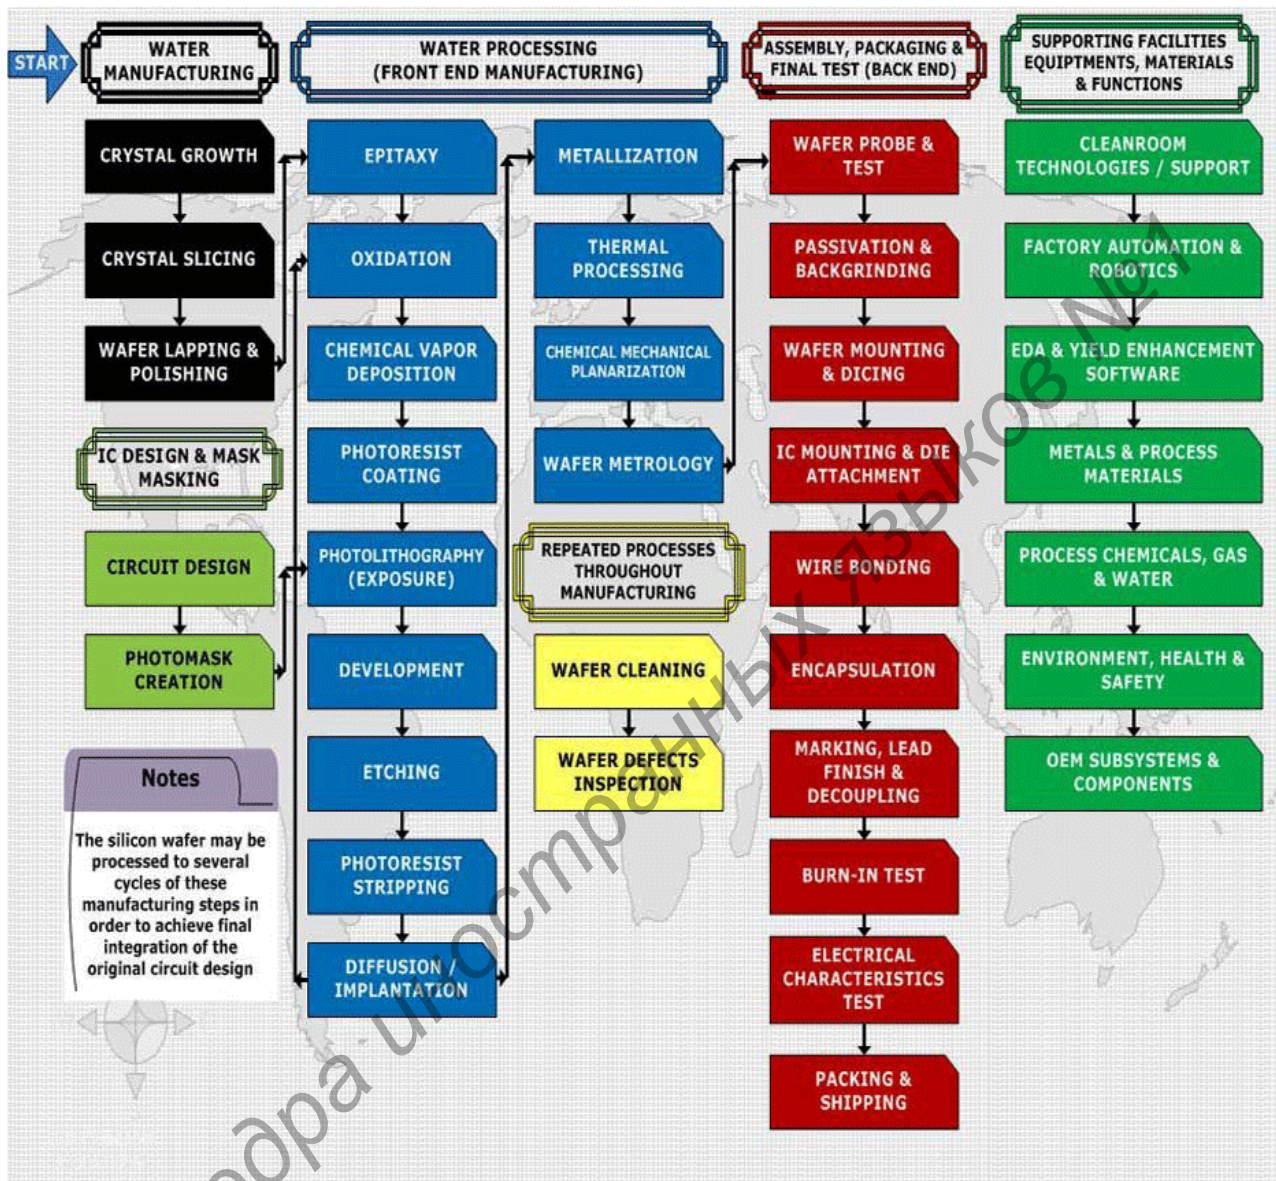 START
WATER
MANUFACTURING
WATER PROCESSING
(FRONT END MANUFACTURING)
ASSEMBLY, PACKAGING &
FINAL TEST (BACK END)
SUPPORTING FACILITIES
EQUIPTMENTS, MATERIALS
& FUNCTIONS
CRYSTAL GROWTH
CRYSTAL SLICING
WAFER LAPPING &
POLISHING
IC DESIGN & MASK
MASKING
CIRCUIT DESIGN
PHOTOMASK
CREATION
Notes
The silicon wafer may be
processed to several
cycles of these
manufacturing steps in
order to achieve final
integration of the
original circuit design
EPITAXY
OXIDATION
CHEMICAL VAPOR
DEPOSITION
PHOTORESIST
COATING
PHOTOLITHOGRAPHY
(EXPOSURE)
DEVELOPMENT
ETCHING
PHOTORESIST
STRIPPING
DIFFUSION /
IMPLANTATION
METALLIZATION
THERMAL
PROCESSING
CHEMICAL MECHANICAL
PLANARIZATION
WAFER METROLOGY
REPEATED PROCESSES
THROUGHOUT
MANUFACTURING
WAFER CLEANING
WAFER DEFECTS
INSPECTION
WAFER PROBE &
TEST
PASSIVATION &
BACKGRINDING
WAFER MOUNTING
& DICING
IC MOUNTING & DIE
ATTACHMENT
WIRE BONDING
ENCAPSULATION
MARKING, LEAD
FINISH &
DECOUPLING
BURN-IN TEST
ELECTRICAL
CHARACTERISTICS
TEST
PACKING &
SHIPPING
CLEANROOM
TECHNOLOGIES / SUPPORT
FACTORY AUTOMATION &
ROBOTICS
EDA & YIELD ENHANCEMENT
SOFTWARE
METALS & PROCESS
MATERIALS
PROCESS CHEMICALS, GAS
& WATER
ENVIRONMENT, HEALTH &
SAFETY
OEM SUBSYSTEMS &
COMPONENTS
иностранных языков № 1